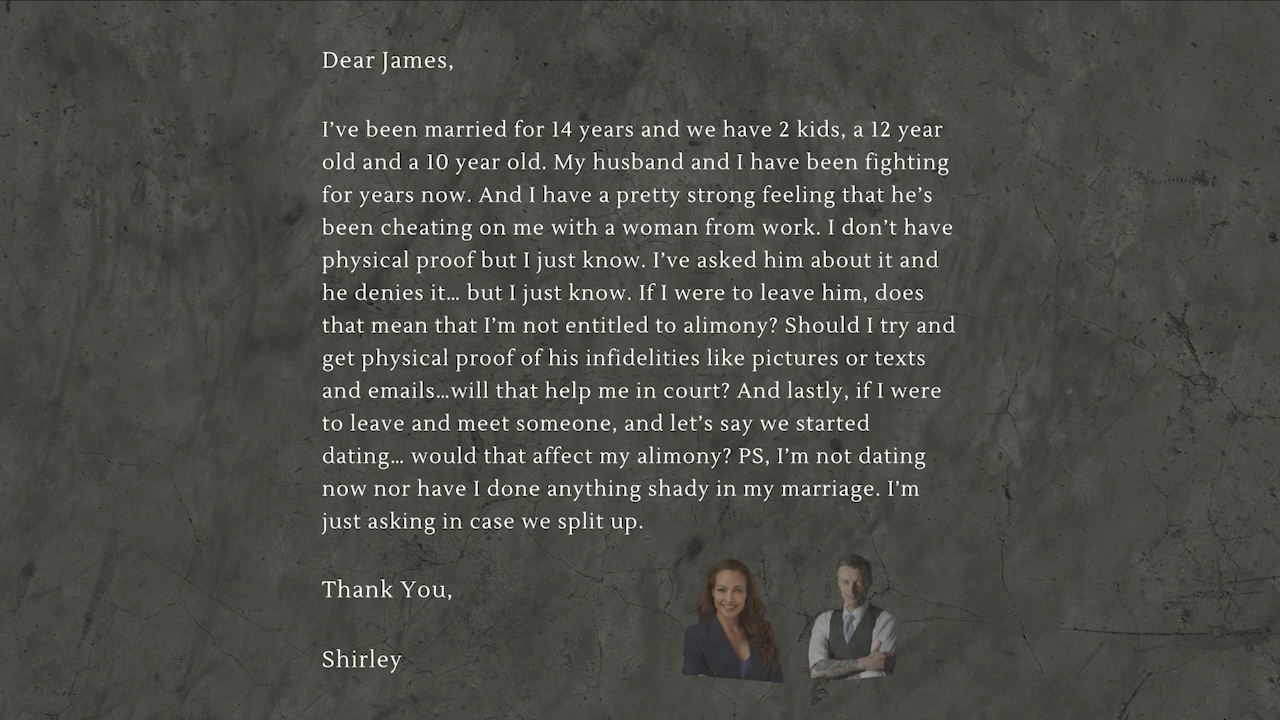 Dear James,
I’ve been married for 14 years and we have 2 kids, a 12 year
old and a 10 year old. My husband and I have been fighting
for years now. And I have a pretty strong feeling that he’s
been cheating on me with a woman from work. I don’t have
physical proof but I just know. I’ve asked him about it and
he denies it… but I just know. If I were to leave him, does
that mean that I’m not entitled to alimony? Should I try and
get physical proof of his infidelities like pictures or texts
and emails…will that help me in court? And lastly, if I were
to leave and meet someone, and let’s say we started
dating… would that affect my alimony? PS, I’m not dating
now nor have I done anything shady in my marriage. I’m
just asking in case we split up.
Thank You,
Shirley